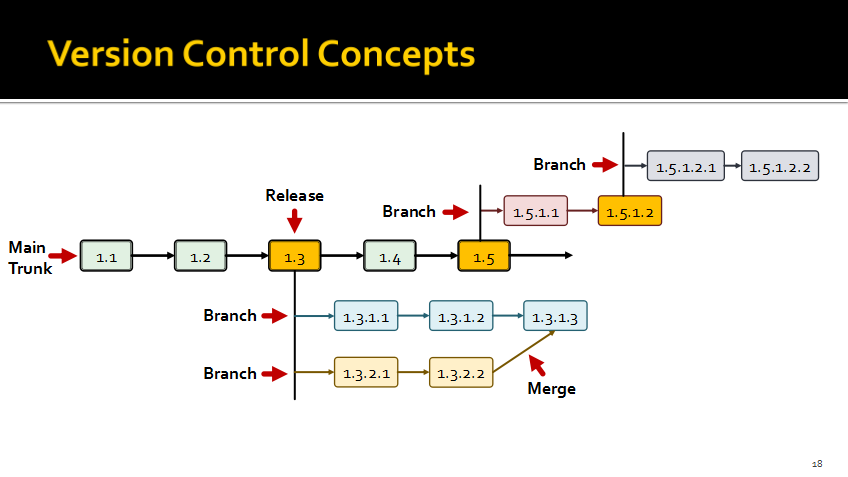 Version Control Concepts
Branch
1.5.1.2.1
1.5.1.2.2
Release
Branch
1.5.1.1
1.5.1.2
Main
Trunk
1.1
1.2
1.3
1.4
1.5
Branch
1.3.1.1
1.3.1.2
1.3.1.3
Branch
1.3.2.1
1.3.2.2
Merge
18